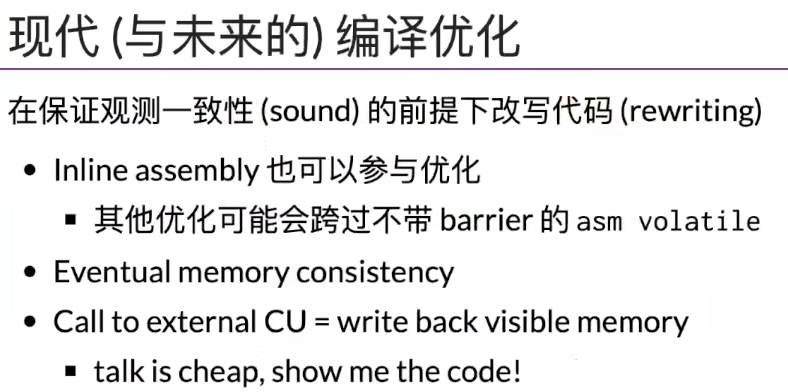 现代 (与未来的) 编译优化
在保证观测一致性 (sound) 的前提下改写代码 (rewriting)
• Inline assembly 也可以参与优化
▪ 其他优化可能会跨过不带 barrier 的 asm volatile
• Eventual memory consistency
• Call to external CU = write back visible memory
▪ talk is cheap, show me the code!